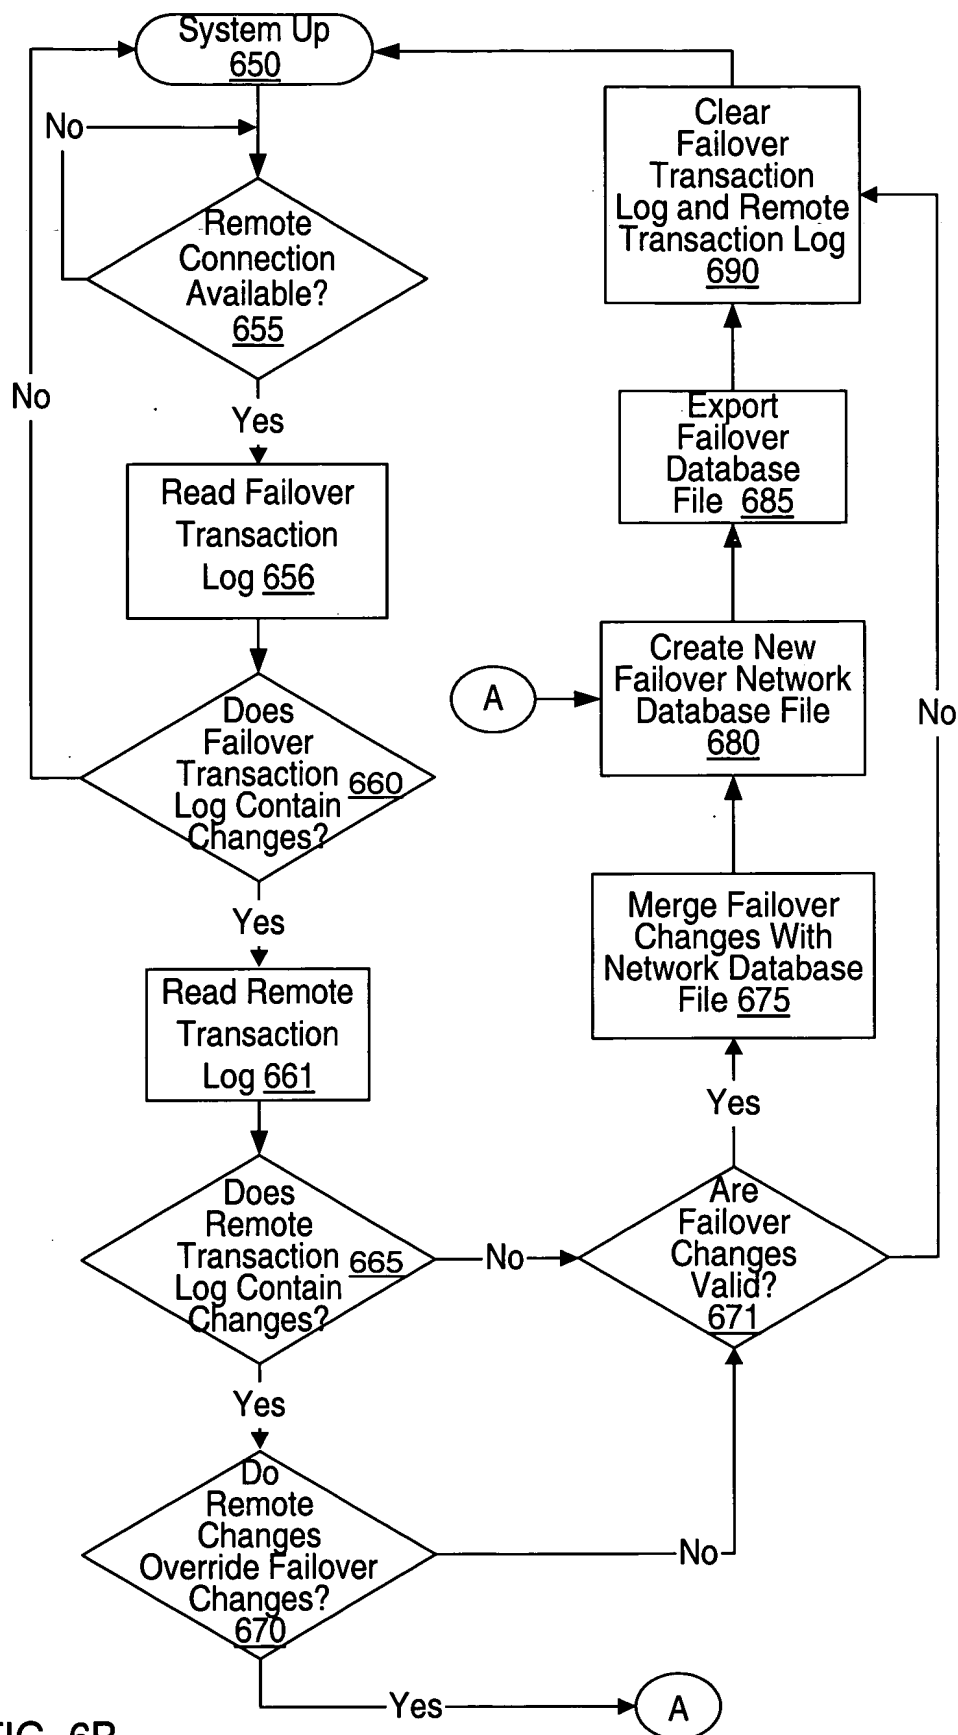 System Up
650
No
Remote
Connection
Available?
655
No
Yes
Read Failover
Transaction
Log 656
Does
Failover
Transaction
Log Contain
Changes?
660
Yes
Read Remote
Transaction
Log 661
Does
Remote
Transaction
Log Contain
Changes?
665
No
Yes
Do
Remote
Changes
Override Failover
Changes?
670
No
Yes
A
Clear
Failover
Transaction
Log and Remote
Transaction Log
690
Export
Failover
Database
File 685
A
Create New
Failover Network
Database File
680
No
Merge Failover
Changes With
Network Database
File 675
Yes
Are
Failover
Changes
Valid?
671
FIG. 6B